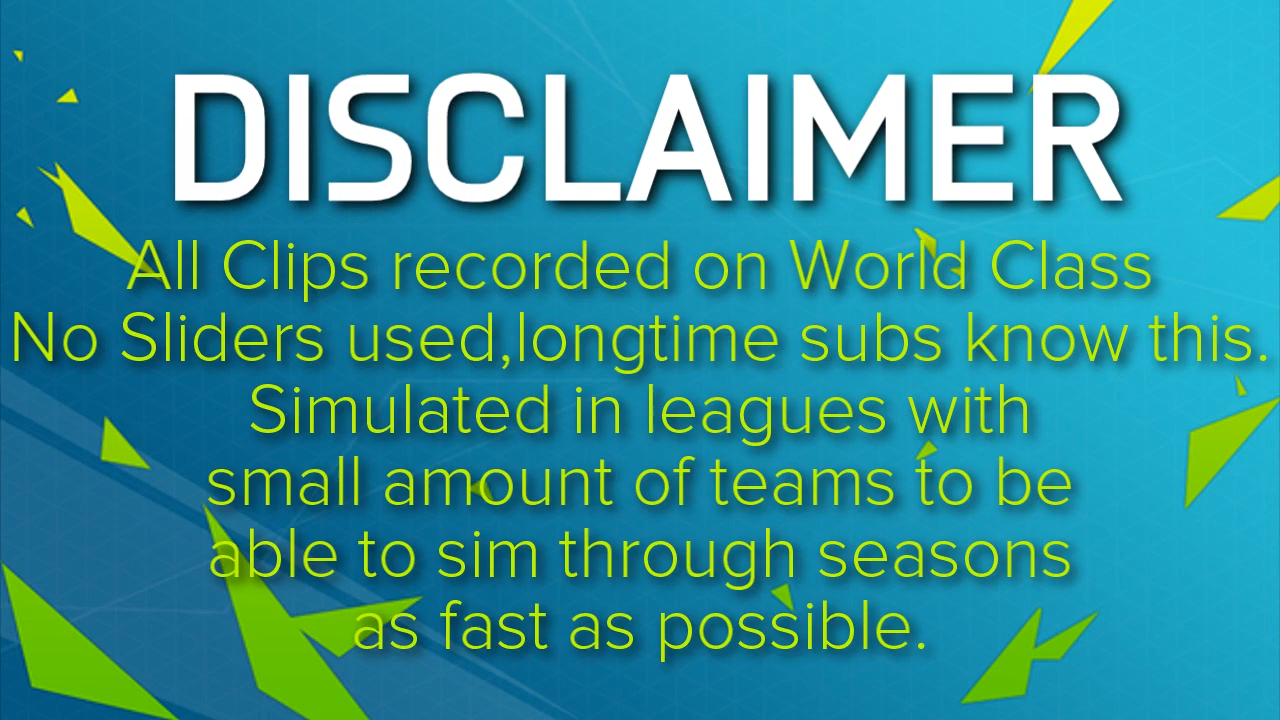 DISCLAIMER
All Clips recorded on World Class
No Sliders used,longtime subs know this.
Simulated in leagues with
small amount of teams to be
able to sim through seasons
as fast as possible.